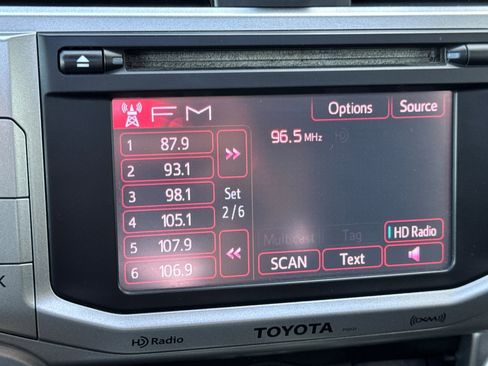 FM Options Source
1 87.9
2 93.1
3 98.1
4 105.1
5 107.9
6 106.9
Set
2/6
96.5 MHz
Multicast Tag HD Radio
SCAN Text
HD Radio TOYOTA XM